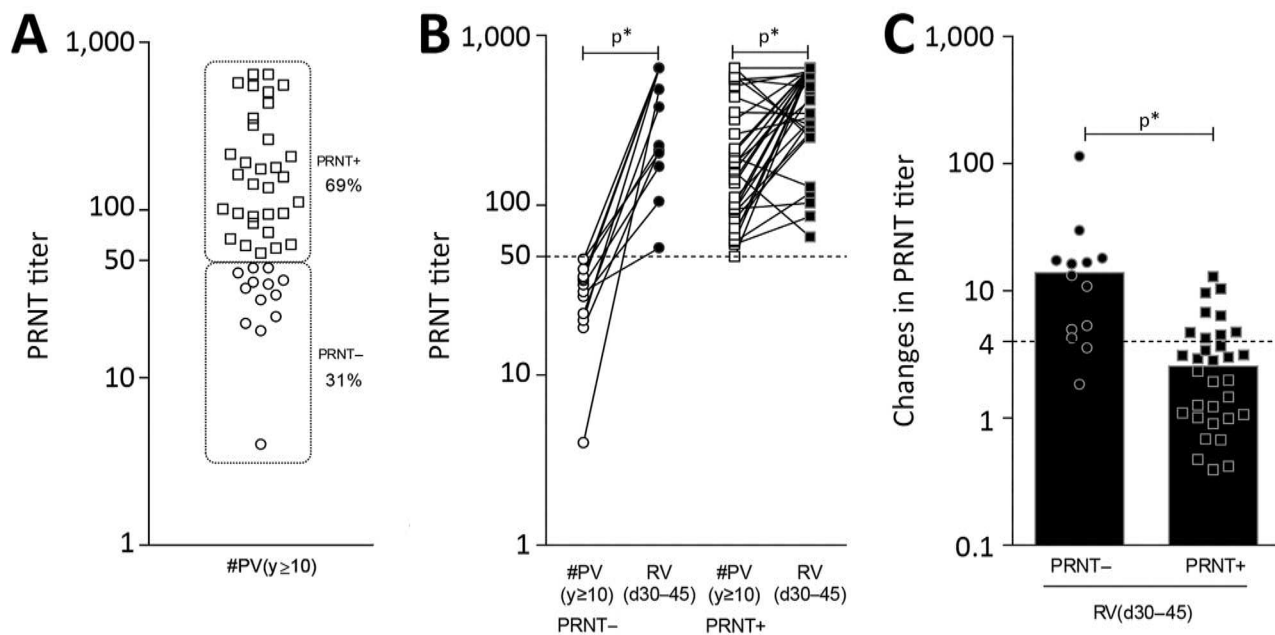 A
PRNT titer
1,000
100
50
10
1
PRNT+
69%
PRNT–
31%
#PV(y≥10)
B
PRNT titer
1,000
100
50
10
1
p*
p*
#PV
(y≥10)
RV
(d30–45)
#PV
(y≥10)
RV
(d30–45)
PRNT–
PRNT+
C
Changes in PRNT titer
1,000
100
10
4
1
0.1
p*
PRNT–
PRNT+
RV(d30–45)